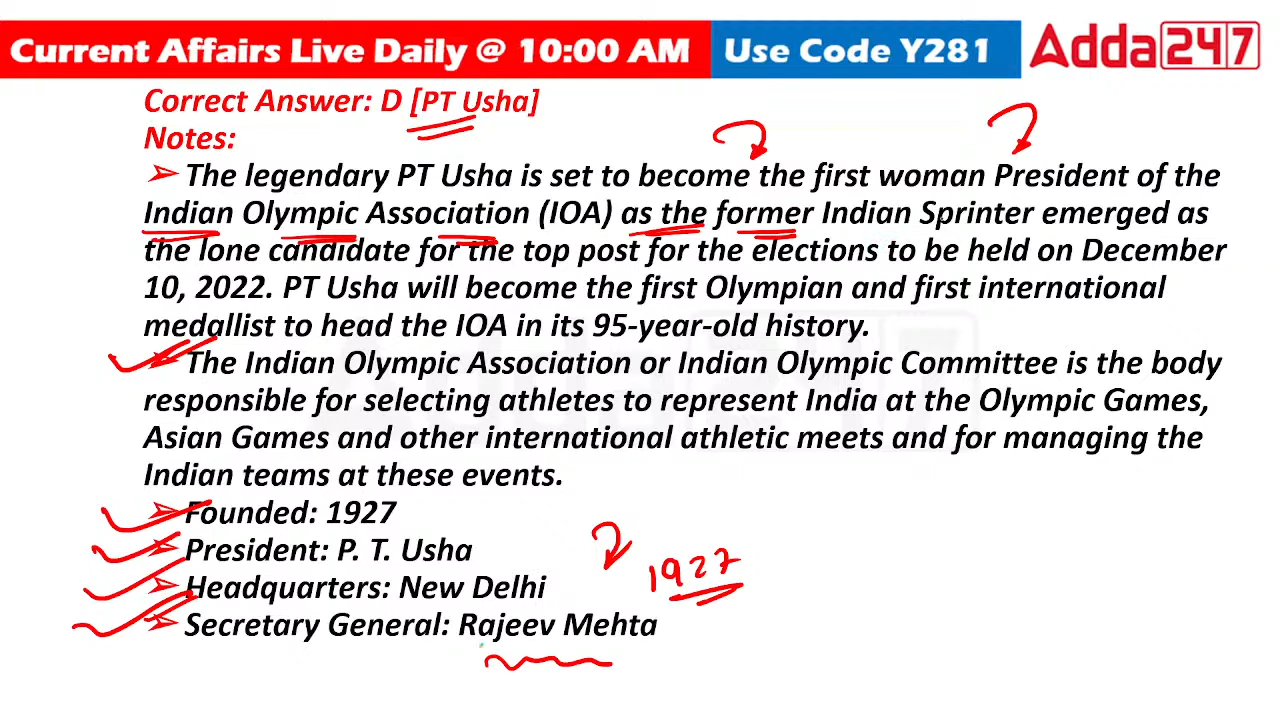 Current Affairs Live Daily @ 10:00 AM
Use Code Y281
Adda247
Correct Answer: D [PT Usha]
Notes:
➢ The legendary PT Usha is set to become the first woman President of the
Indian Olympic Association (IOA) as the former Indian Sprinter emerged as
the lone candidate for the top post for the elections to be held on December
10, 2022. PT Usha will become the first Olympian and first international
medallist to head the IOA in its 95-year-old history.
➢ The Indian Olympic Association or Indian Olympic Committee is the body
responsible for selecting athletes to represent India at the Olympic Games,
Asian Games and other international athletic meets and for managing the
Indian teams at these events.
➢ Founded: 1927
➢ President: P. T. Usha
➢ Headquarters: New Delhi
1927
➢ Secretary General: Rajeev Mehta